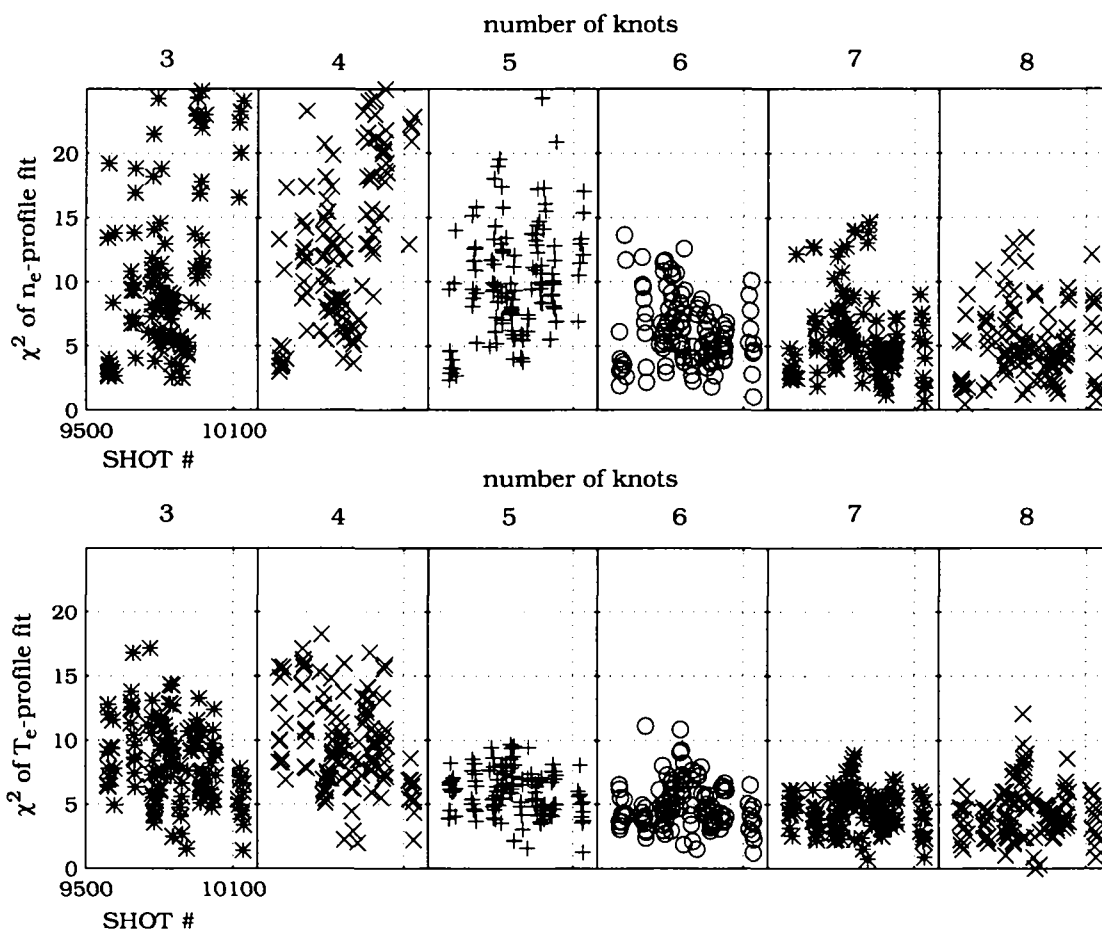 number of knots
3 4 5 6 7 8
χ² of nₑ-profile fit
20
15
10
5
0
9500 10100
SHOT #
number of knots
3 4 5 6 7 8
χ² of Tₑ-profile fit
20
15
10
5
0
9500 10100
SHOT #